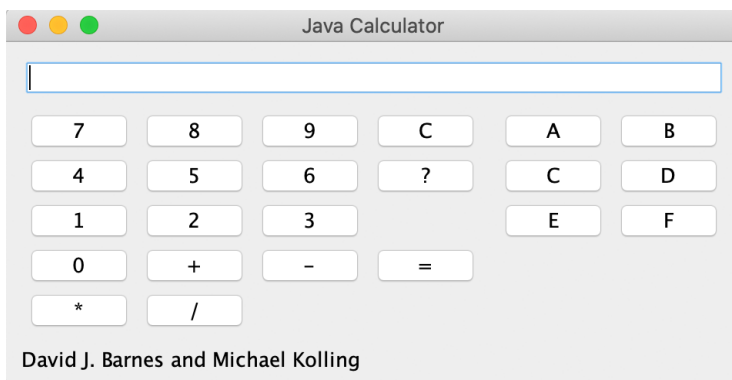 Java Calculator
7 8 9 C A B
4 5 6 ? C D
1 2 3 E F
0 + - =
* /
David J. Barnes and Michael Kolling